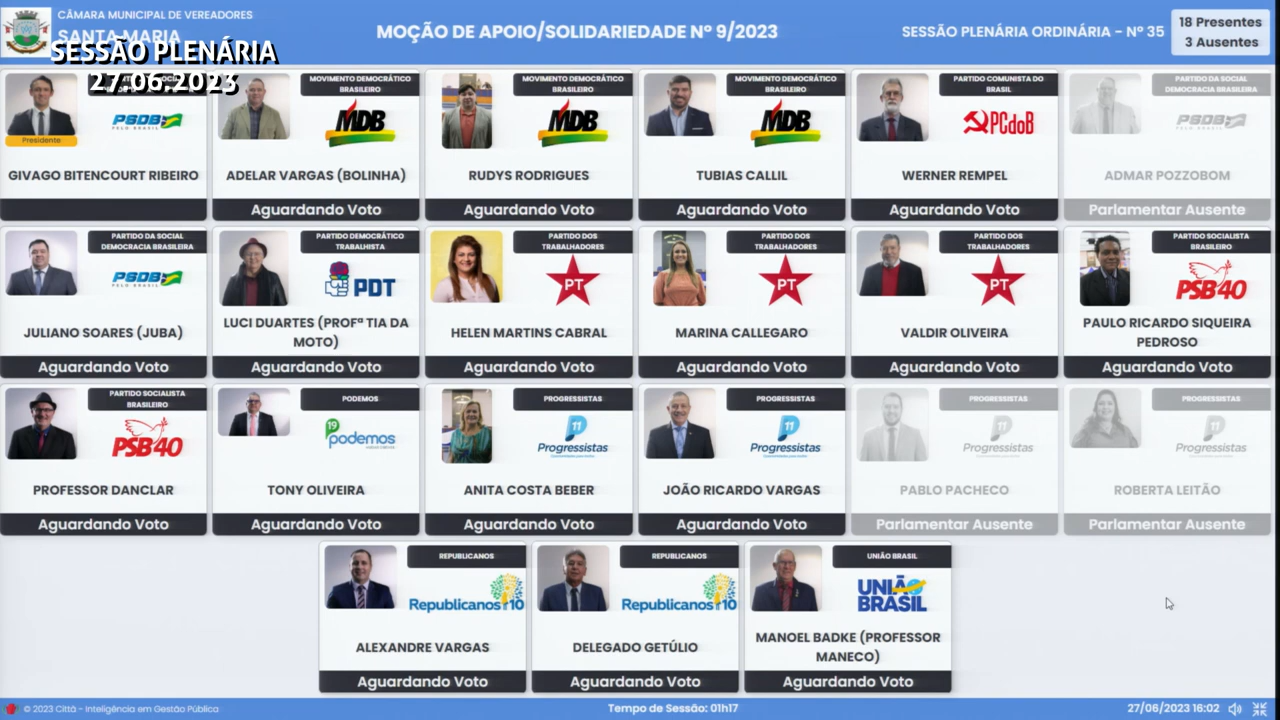 CÂMARA MUNICIPAL DE VEREADORES
SANTA MARIA
SESSÃO PLENÁRIA
27.06.2023
MOÇÃO DE APOIO/SOLIDARIEDADE Nº 9/2023
SESSÃO PLENÁRIA ORDINÁRIA - Nº 35
18 Presentes
3 Ausentes
PSDB
PELO BRASIL
Presidente
GIVAGO BITENCOURT RIBEIRO
MOVIMENTO DEMOCRÁTICO
BRASILEIRO
MDB
ADELAR VARGAS (BOLINHA)
Aguardando Voto
MOVIMENTO DEMOCRÁTICO
BRASILEIRO
MDB
RUDYS RODRIGUES
Aguardando Voto
MOVIMENTO DEMOCRÁTICO
BRASILEIRO
MDB
TUBIAS CALLIL
Aguardando Voto
PARTIDO COMUNISTA DO
BRASIL
PCdoB
WERNER REMPEL
Aguardando Voto
PARTIDO DA SOCIAL
DEMOCRACIA BRASILEIRA
PSDB
PELO BRASIL
ADMAR POZZOBOM
Parlamentar Ausente
PARTIDO DA SOCIAL
DEMOCRACIA BRASILEIRA
PSDB
PELO BRASIL
JULIANO SOARES (JUBA)
Aguardando Voto
PARTIDO DEMOCRÁTICO
TRABALHISTA
PDT
LUCI DUARTES (PROFª TIA DA
MOTO)
Aguardando Voto
PARTIDO DOS
TRABALHADORES
PT
HELEN MARTINS CABRAL
Aguardando Voto
PARTIDO DOS
TRABALHADORES
PT
MARINA CALLEGARO
Aguardando Voto
PARTIDO DOS
TRABALHADORES
PT
VALDIR OLIVEIRA
Aguardando Voto
PARTIDO SOCIALISTA
BRASILEIRO
PSB40
PAULO RICARDO SIQUEIRA
PEDROSO
Aguardando Voto
PARTIDO SOCIALISTA
BRASILEIRO
PSB40
PROFESSOR DANCLAR
Aguardando Voto
PODEMOS
19
podemos
TONY OLIVEIRA
Aguardando Voto
PROGRESSISTAS
11
Progressistas
ANITA COSTA BEBER
Aguardando Voto
PROGRESSISTAS
11
Progressistas
JOÃO RICARDO VARGAS
Aguardando Voto
PROGRESSISTAS
11
Progressistas
PABLO PACHECO
Parlamentar Ausente
PROGRESSISTAS
11
Progressistas
ROBERTA LEITÃO
Parlamentar Ausente
REPUBLICANOS
Republicanos 10
ALEXANDRE VARGAS
Aguardando Voto
REPUBLICANOS
Republicanos 10
DELEGADO GETÚLIO
Aguardando Voto
UNIÃO BRASIL
UNIÃO
BRASIL
MANOEL BADKE (PROFESSOR
MANECO)
Aguardando Voto
© 2023 Cittá - Inteligência em Gestão Pública
Tempo de Sessão: 01h17
27/06/2023 16:02